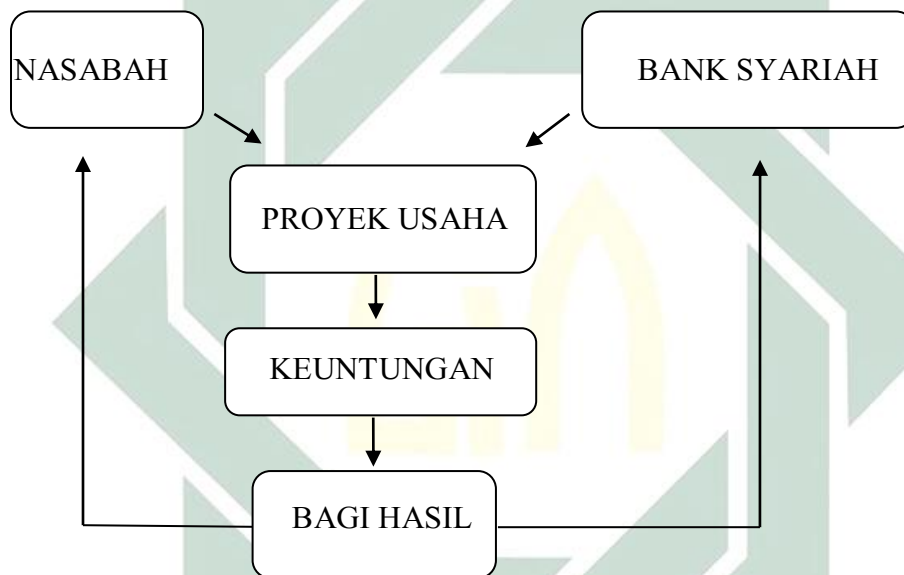 NASABAH
BANK SYARIAH
PROYEK USAHA
KEUNTUNGAN
BAGI HASIL